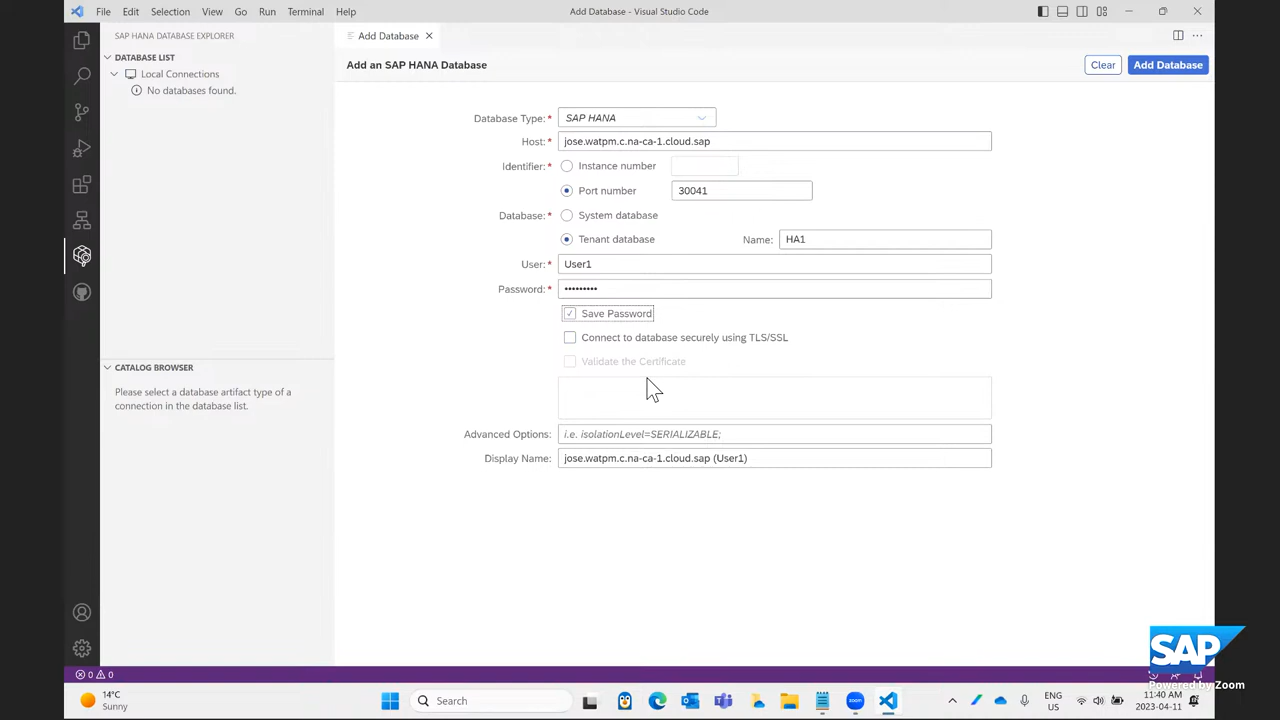 File Edit Selection View Go Run Terminal Help
Add Database - Visual Studio Code
SAP HANA DATABASE EXPLORER
DATABASE LIST
Local Connections
No databases found.
CATALOG BROWSER
Please select a database artifact type of a
connection in the database list.
Add Database
Add an SAP HANA Database
Clear
Add Database
Database Type:* SAP HANA
Host:* jose.watpm.c.na-ca-1.cloud.sap
Identifier:* Instance number
Port number 30041
Database:* System database
Tenant database Name: HA1
User:* User1
Password:* •••••••••
Save Password
Connect to database securely using TLS/SSL
Validate the Certificate
Advanced Options: i.e. isolationLevel=SERIALIZABLE;
Display Name: jose.watpm.c.na-ca-1.cloud.sap (User1)
SAP
Powered by Zoom
0 0
14°C
Sunny
Search
ENG
US
11:40 AM
2023-04-11